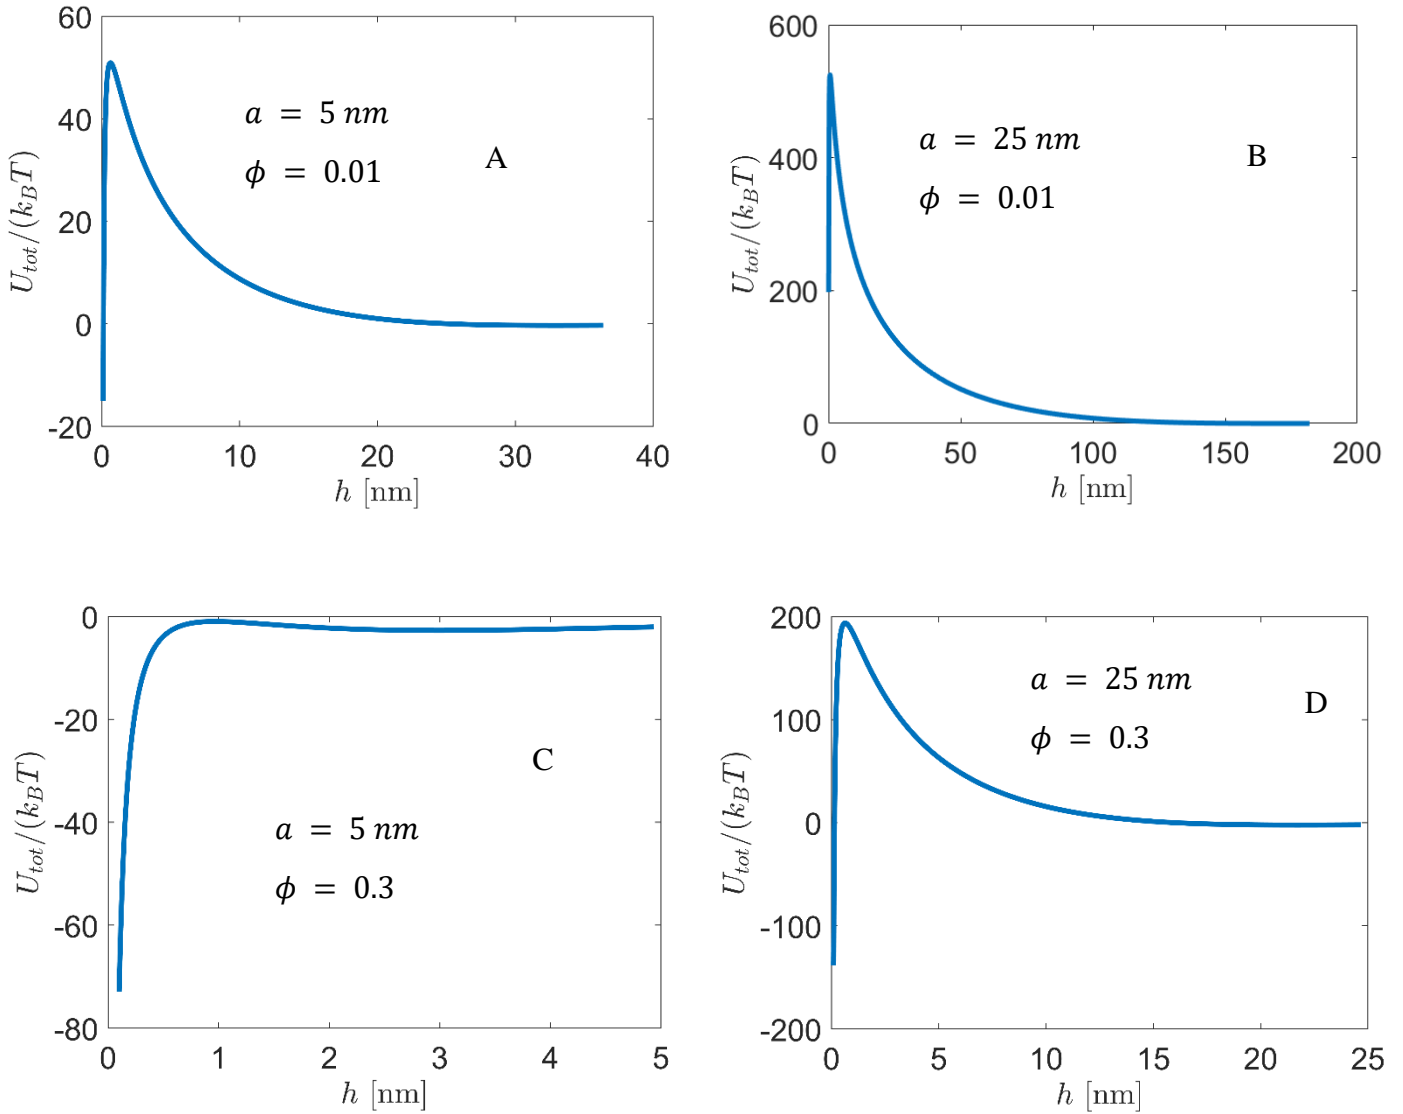 60
40
20
0
-20
0 10 20 30 40
U_{tot}/(k_BT)
h [nm]
a = 5 nm
ϕ = 0.01
A
600
400
200
0
0 50 100 150 200
U_{tot}/(k_BT)
h [nm]
a = 25 nm
ϕ = 0.01
B
0
-20
-40
-60
-80
0 1 2 3 4 5
U_{tot}/(k_BT)
h [nm]
C
a = 5 nm
ϕ = 0.3
200
100
0
-100
-200
0 5 10 15 20 25
U_{tot}/(k_BT)
h [nm]
a = 25 nm
ϕ = 0.3
D